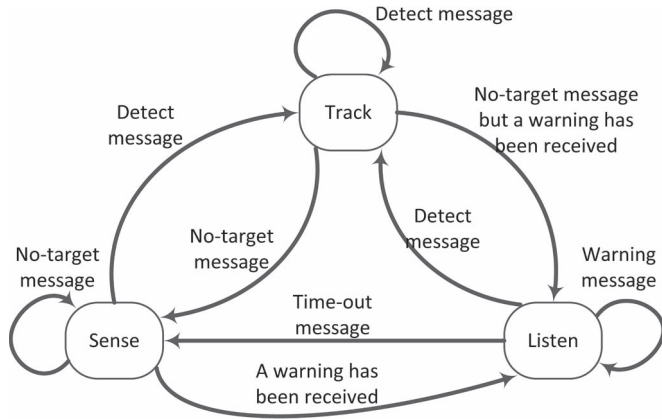 Detect message
Track
Detect
message
No-target message
but a warning has
been received
No-target
message
Detect
message
No-target
message
Warning
message
Time-out
message
Sense
Listen
A warning has
been received